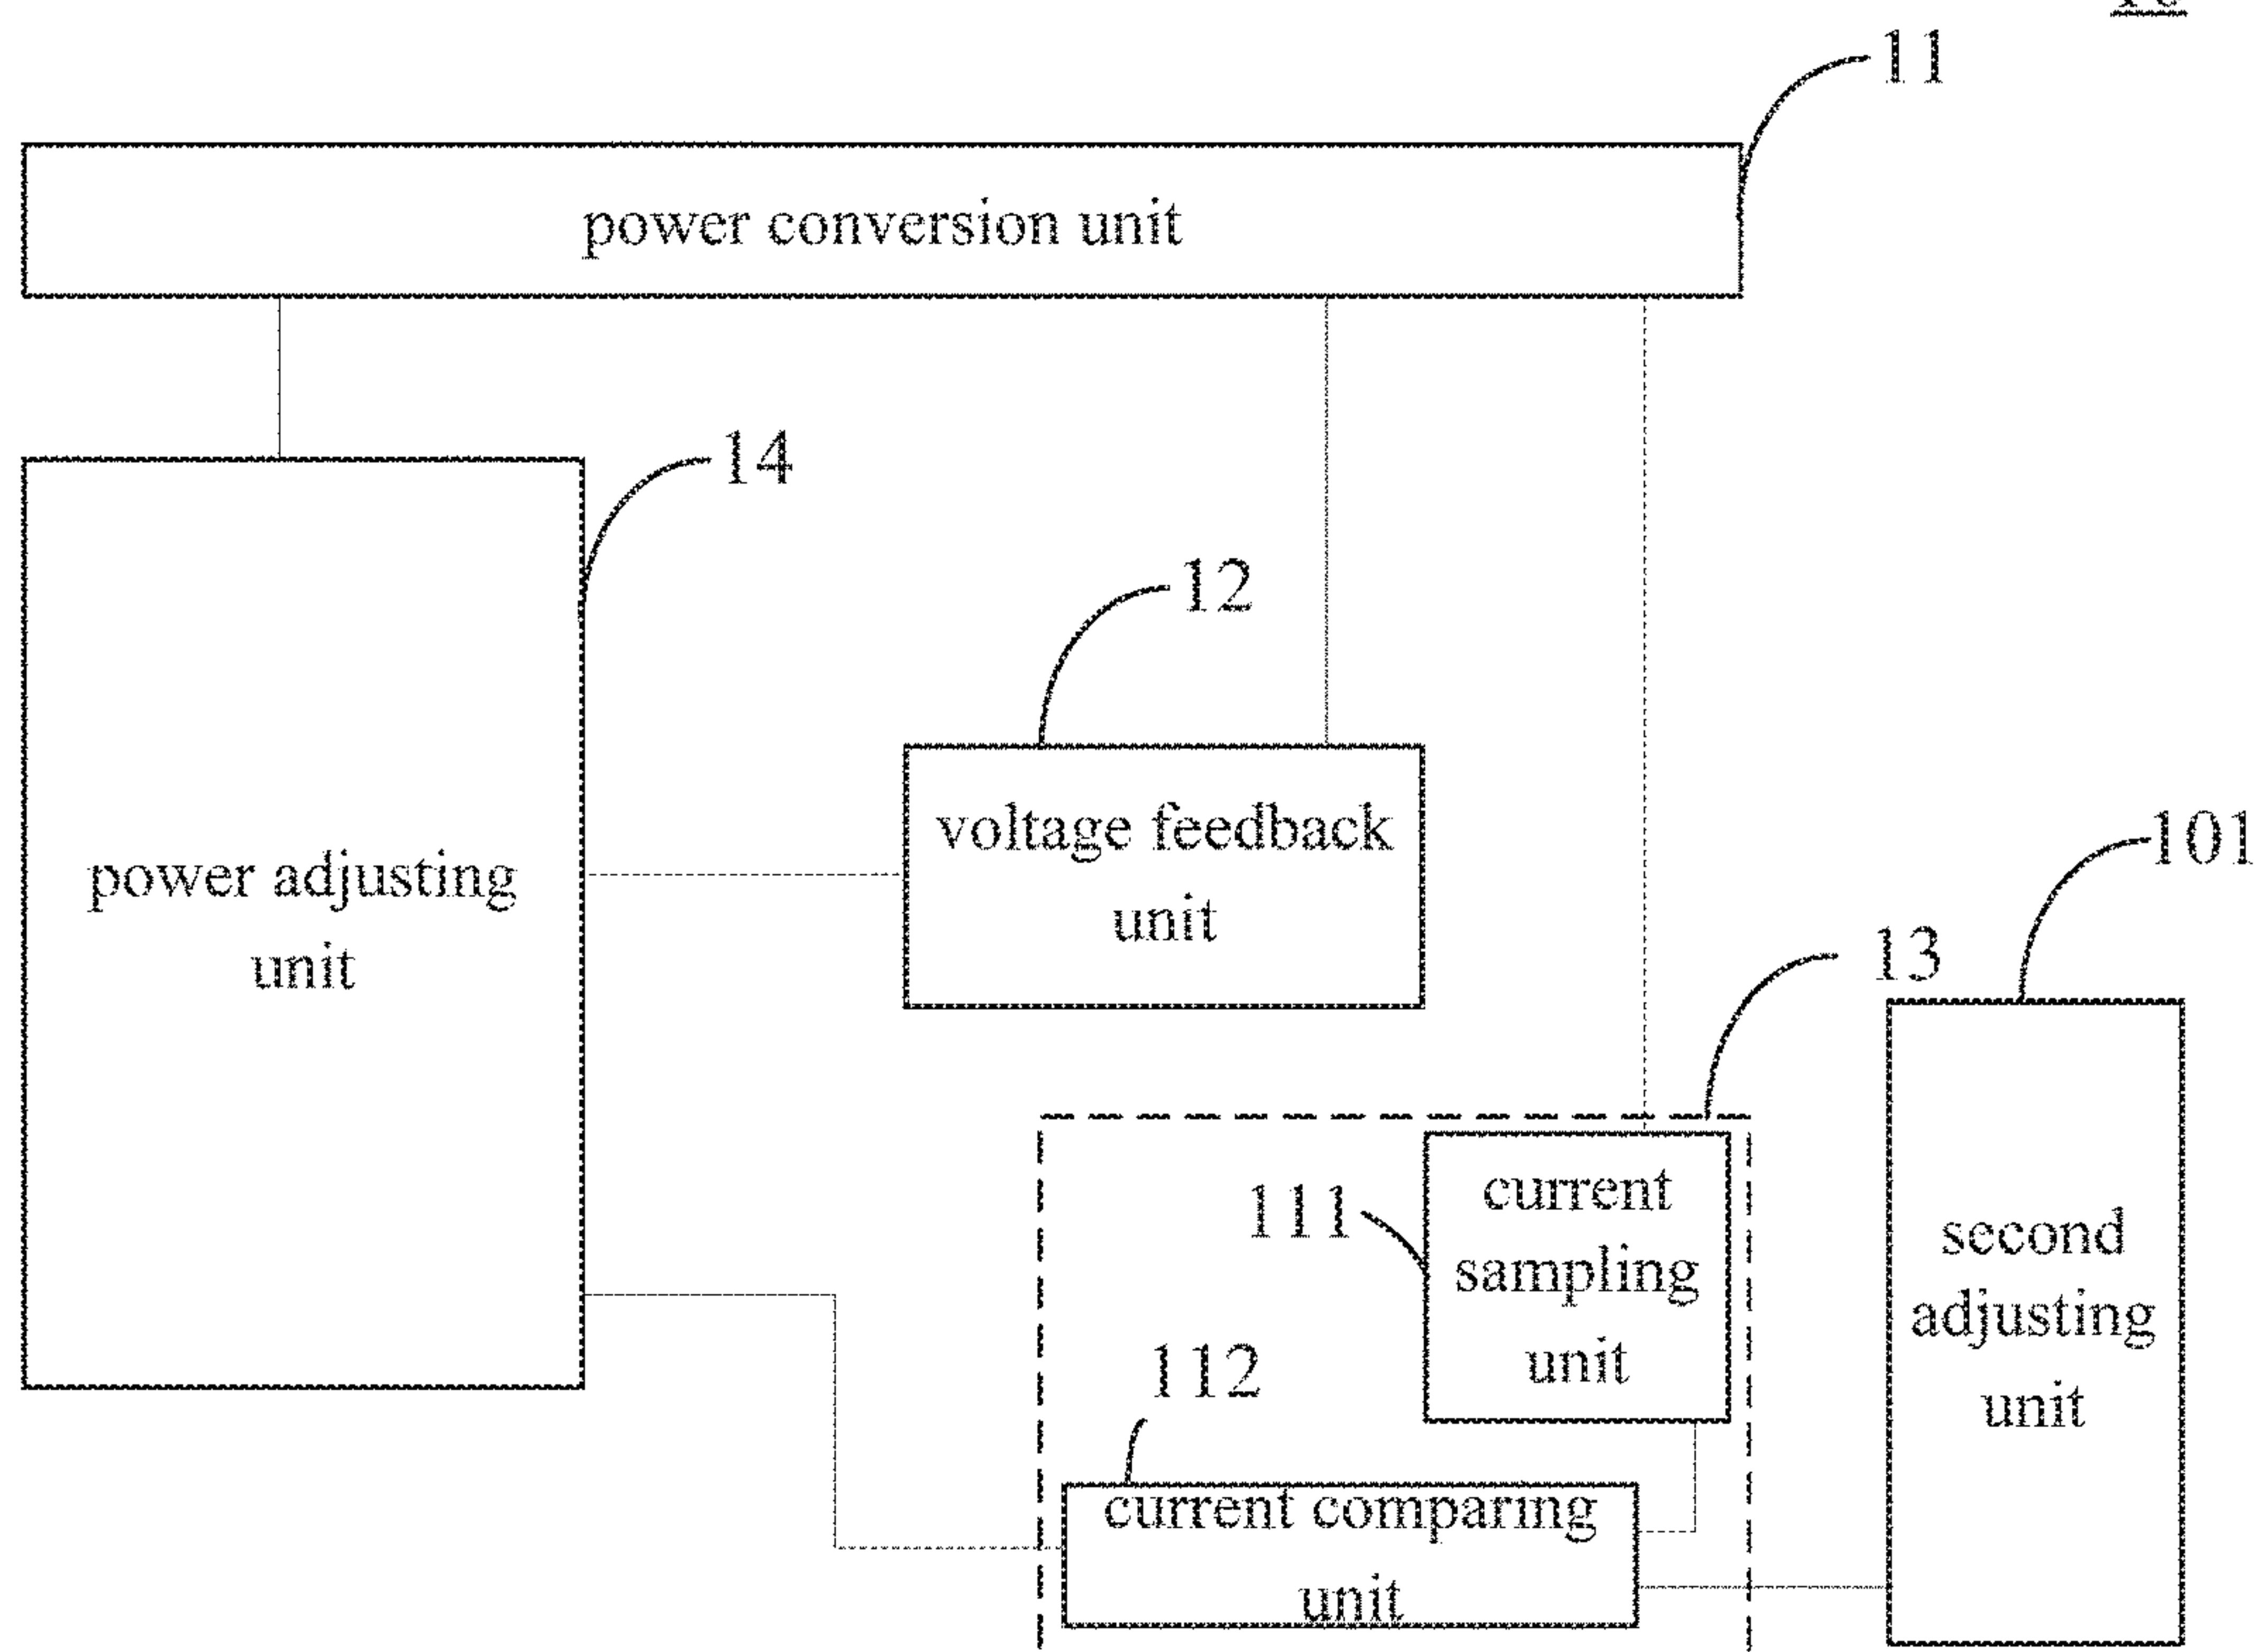 11
power conversion unit
14
12
voltage feedback
unit
101
power adjusting
unit
13
111
current
sampling
unit
second
adjusting
unit
112
current comparing
unit